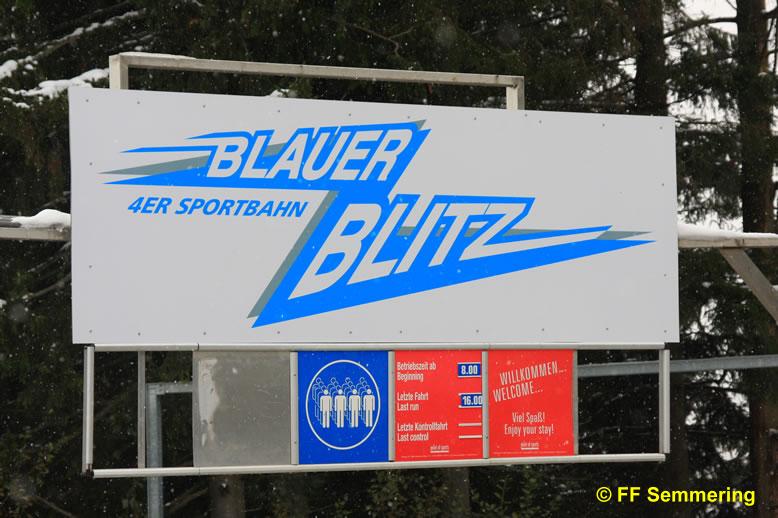 BLAUER
4ER SPORTBAHN
BLITZ
Betriebszeit ab
Beginning
8.00
Letzte Fahrt
Last run
16.00
Letzte Kontrollfahrt
Last control
WILLKOMMEN...
WELCOME...
Viel Spaß!
Enjoy your stay!
© FF Semmering